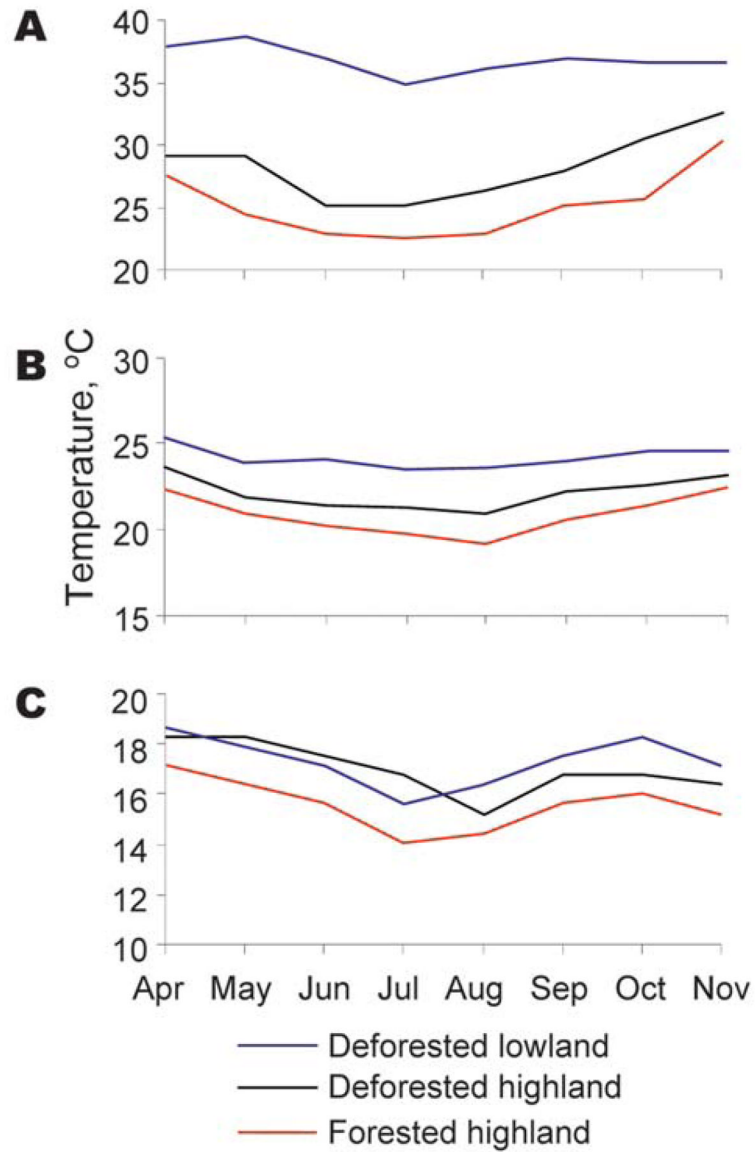 A
40
35
30
25
20
Temperature, ºC
B
30
25
20
15
C
20
18
16
14
12
10
Apr May Jun Jul Aug Sep Oct Nov
Deforested lowland
Deforested highland
Forested highland